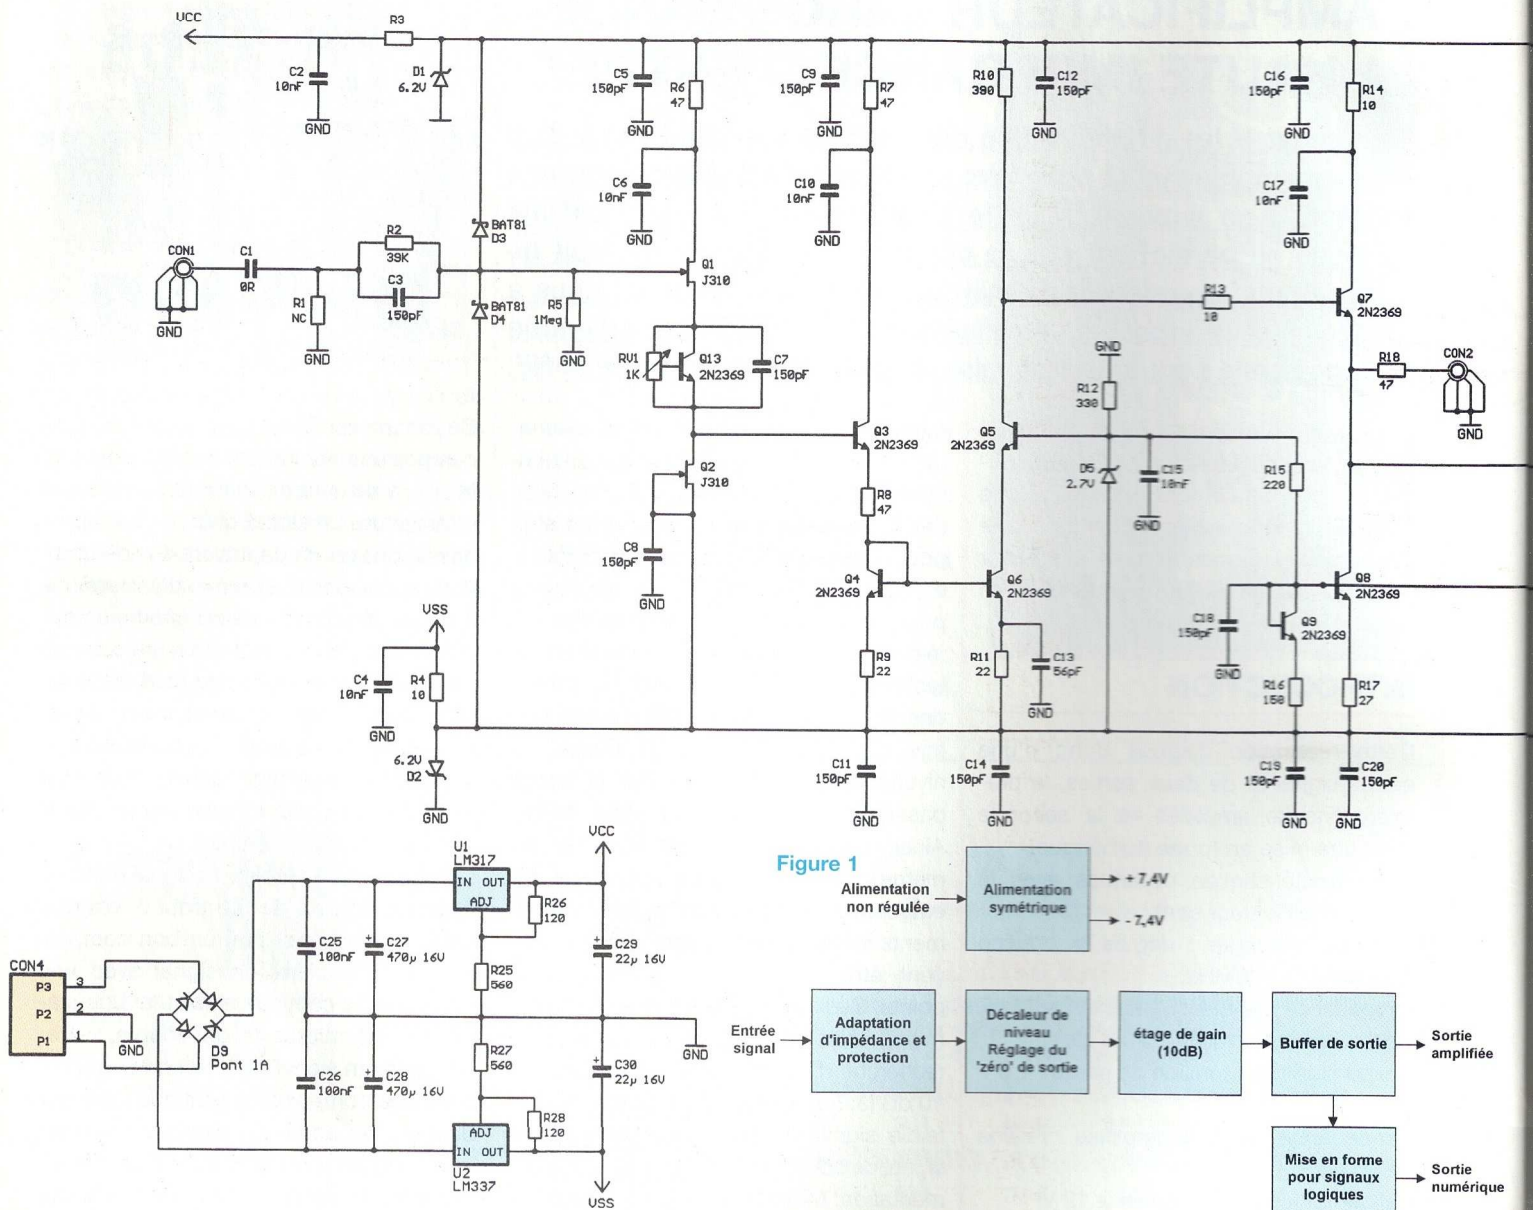 VCC
R3
C2
10nF
GND
D1
6.2V
C5
150pF
GND
R6
47
C9
150pF
GND
R7
47
R10
390
C12
150pF
GND
C16
150pF
GND
R14
10
C6
10nF
GND
C10
10nF
GND
C17
10nF
GND
CON1
GND
C1
0R
R1
NC
GND
R2
39K
C3
150pF
BAT81
D3
BAT81
D4
R5
1Meg
GND
Q1
J310
RV1
1K
Q13
2N2369
C7
150pF
R13
10
Q7
2N2369
GND
R12
330
R18
47
CON2
GND
Q3
2N2369
Q5
2N2369
Q2
J310
D5
2.7V
C15
10nF
GND
R15
220
R8
47
C8
150pF
GND
Q4
2N2369
Q6
2N2369
Q8
2N2369
C18
150pF
GND
Q9
2N2369
VSS
C4
10nF
GND
R4
10
R9
22
R11
22
C13
56pF
GND
R16
150
R17
27
6.2V
D2
GND
C11
150pF
GND
C14
150pF
GND
C19
150pF
GND
C20
150pF
GND
U1
LM317
IN OUT
ADJ
VCC
R26
120
C25
100nF
C27
470µ 16V
R25
560
C29
22µ 16V
CON4
P3
3
P2
2
P1
1
GND
D9
Pont 1A
GND
C26
100nF
C28
470µ 16V
R27
560
C30
22µ 16V
R28
120
ADJ
IN OUT
U2
LM337
VSS
Figure 1
Alimentation
non régulée
Alimentation
symétrique
+ 7,4V
- 7,4V
Entrée
signal
Adaptation
d'impédance et
protection
Décaleur de
niveau
Réglage du
'zéro' de sortie
étage de gain
(10dB)
Buffer de sortie
Sortie
amplifiée
Mise en forme
pour signaux
logiques
Sortie
numérique